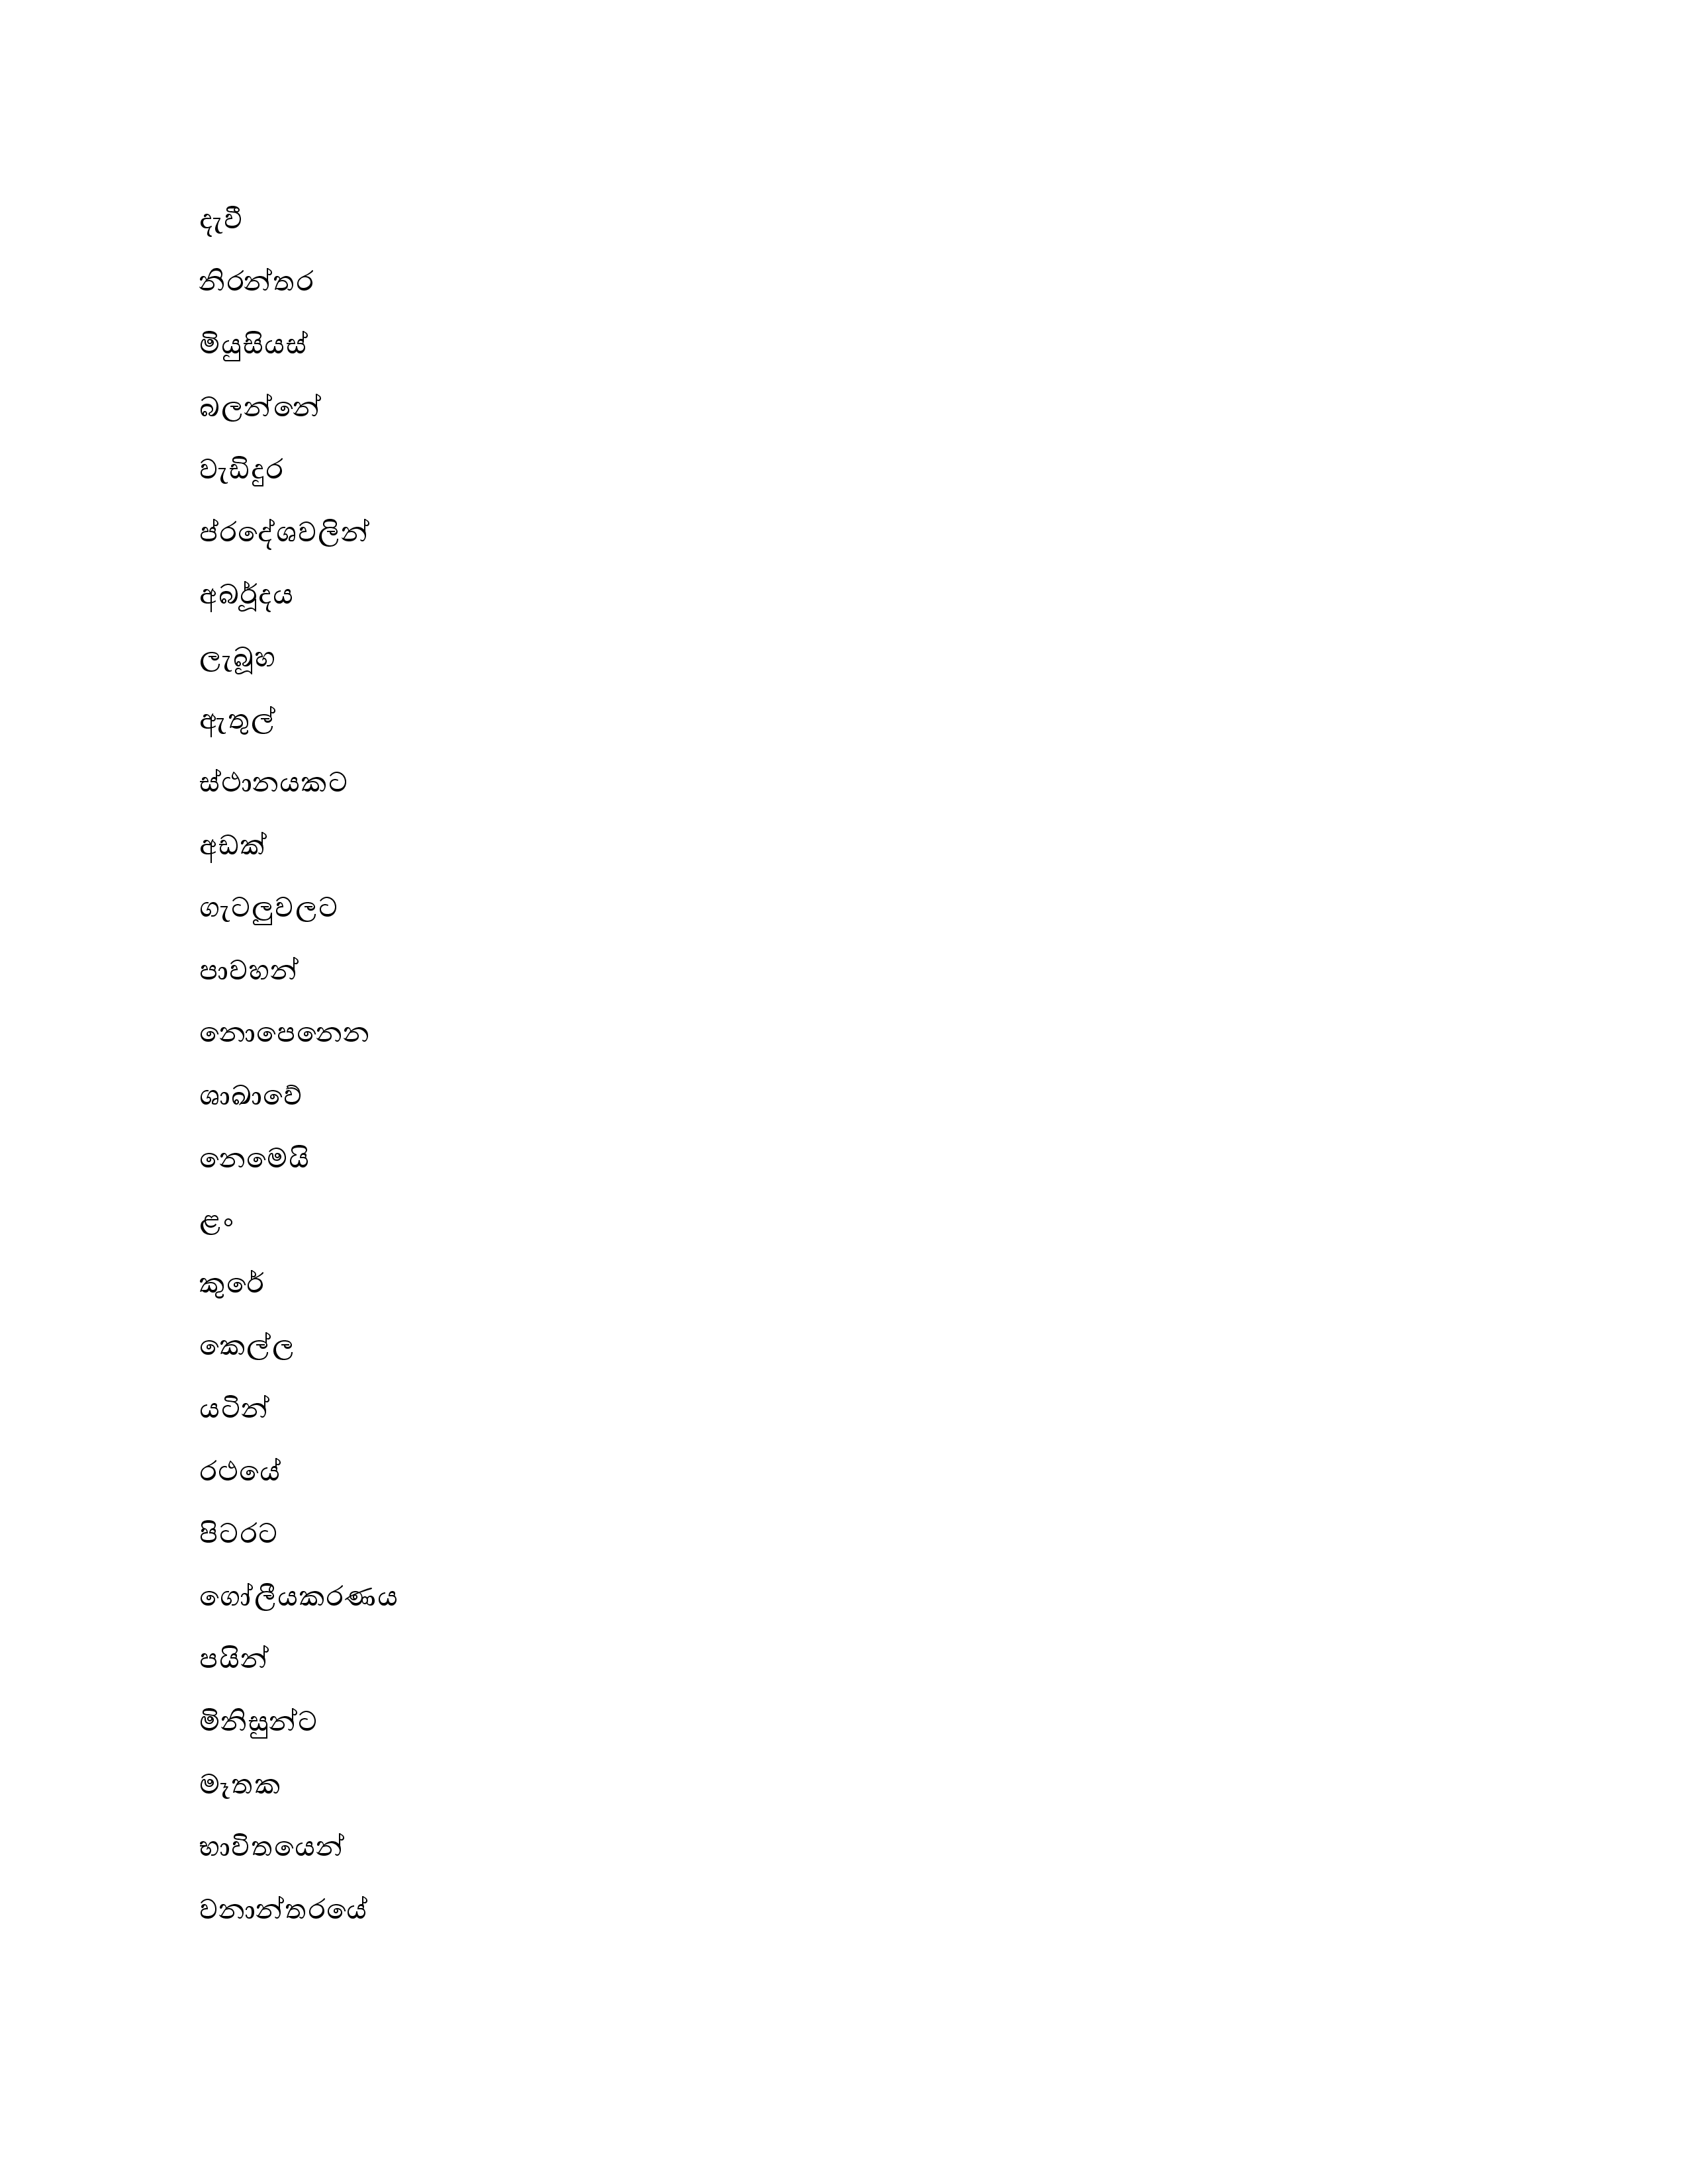 දැවී
නිරන්තර
මියුසියස්
බලන්නේ
වැඩිදුර
ප්රදේශවලින්
අර්බූදය
ලැබූහ
ඇතුල්
ස්ථානයකට
අඩක්
ගැටලුවලට
පාවහන්
නොපෙනෙන
ශාඛාවේ
නෙමෙයි
ළං
කුරේ
කෙල්ල
යටින්
රථයේ
පිටරට
ගෝලීයකරණය
පයින්
මිනිසුන්ට
මෑතක
භාවිතයෙන්
වනාන්තරයේ